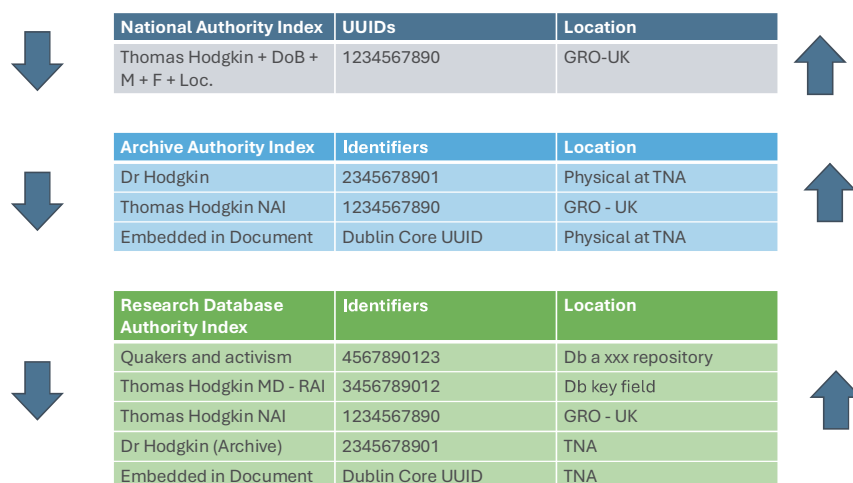 National Authority Index UUIDs Location
Thomas Hodgkin + DoB + 1234567890 GRO-UK
M + F + Loc.
Archive Authority Index Identifiers Location
Dr Hodgkin 2345678901 Physical at TNA
Thomas Hodgkin NAI 1234567890 GRO - UK
Embedded in Document Dublin Core UUID Physical at TNA
Research Database Identifiers Location
Authority Index
Quakers and activism 4567890123 Db a xxx repository
Thomas Hodgkin MD - RAI 3456789012 Db key field
Thomas Hodgkin NAI 1234567890 GRO - UK
Dr Hodgkin (Archive) 2345678901 TNA
Embedded in Document Dublin Core UUID TNA